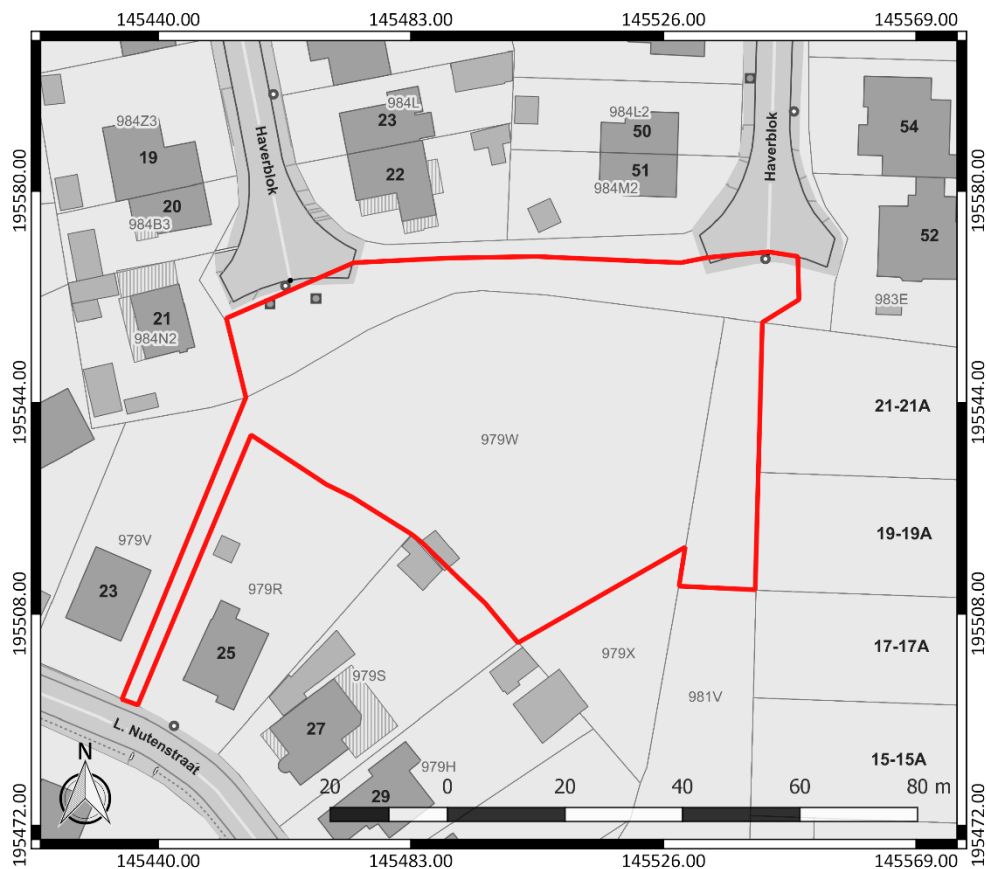 145440.00 145483.00 145526.00 145569.00
195580.00
195544.00
195508.00
195472.00
195580.00
195544.00
195508.00
195472.00
Haverblok
Haverblok
984L
984Z3
23
984L2
50
54
19
22
51
984M2
20
984B3
52
21
984N2
983E
21-21A
979W
19-19A
979V
23
979R
25
17-17A
979X
979S
981V
27
L. Nutenstraat
15-15A
N
979H
29
20 0 20 40 60 80 m
145440.00 145483.00 145526.00 145569.00